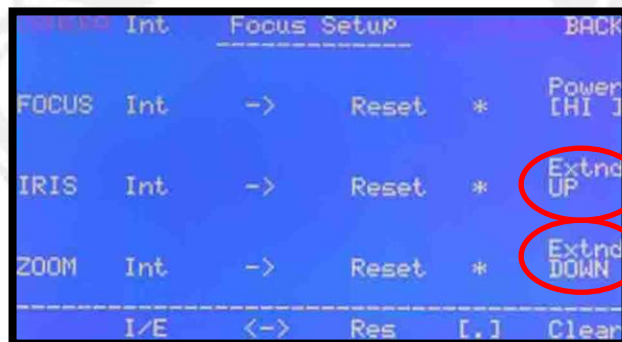 Int Focus Setup BACK
Power
FOCUS Int -> Reset * [HI ]
Extnd
IRIS Int -> Reset * UP
Extnd
ZOOM Int -> Reset * DOWN
I/E <-> Res [.] Clear